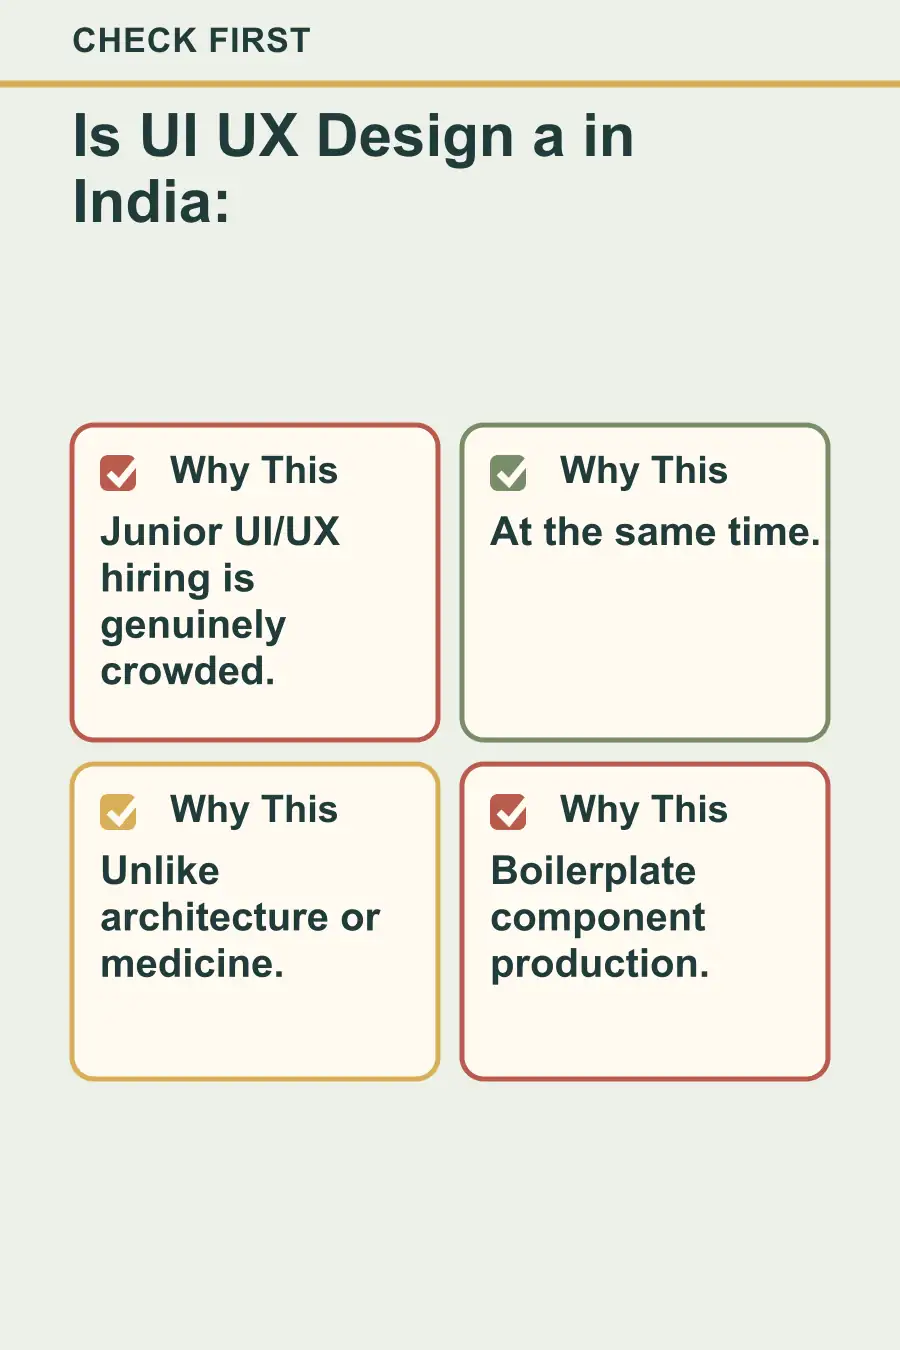 CHECK FIRST
Is UI UX Design a in
India:
Why This
Junior UI/UX
hiring is
genuinely
crowded.
Why This
At the same time.
Why This
Unlike
architecture or
medicine.
Why This
Boilerplate
component
production.